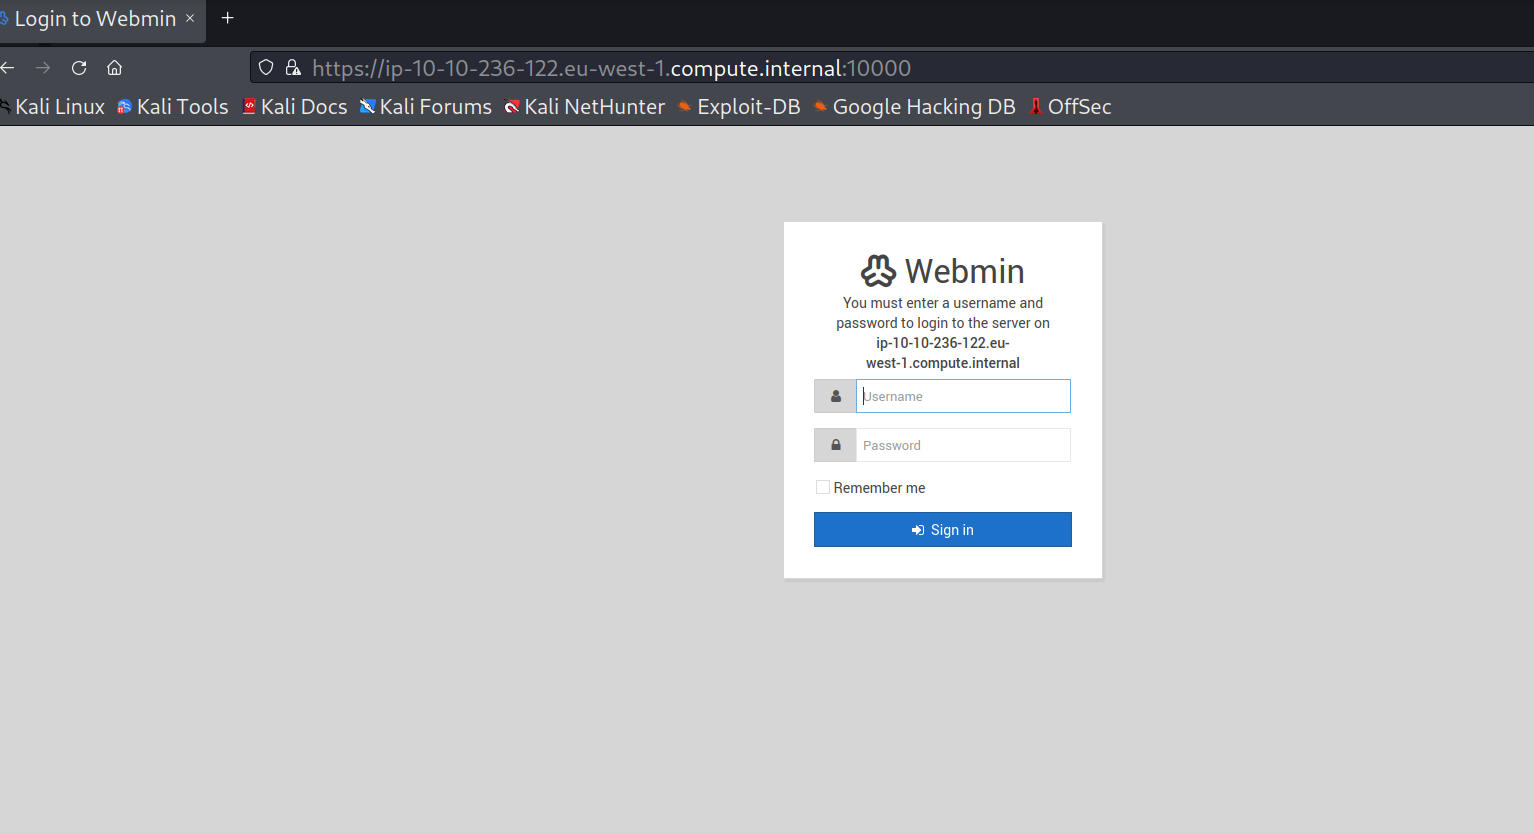 Login to Webmin
https://ip-10-10-236-122.eu-west-1.compute.internal:10000
Kali Linux Kali Tools Kali Docs Kali Forums Kali NetHunter Exploit-DB Google Hacking DB OffSec
Webmin
You must enter a username and
password to login to the server on
ip-10-10-236-122.eu-
west-1.compute.internal
Username
Password
Remember me
Sign in